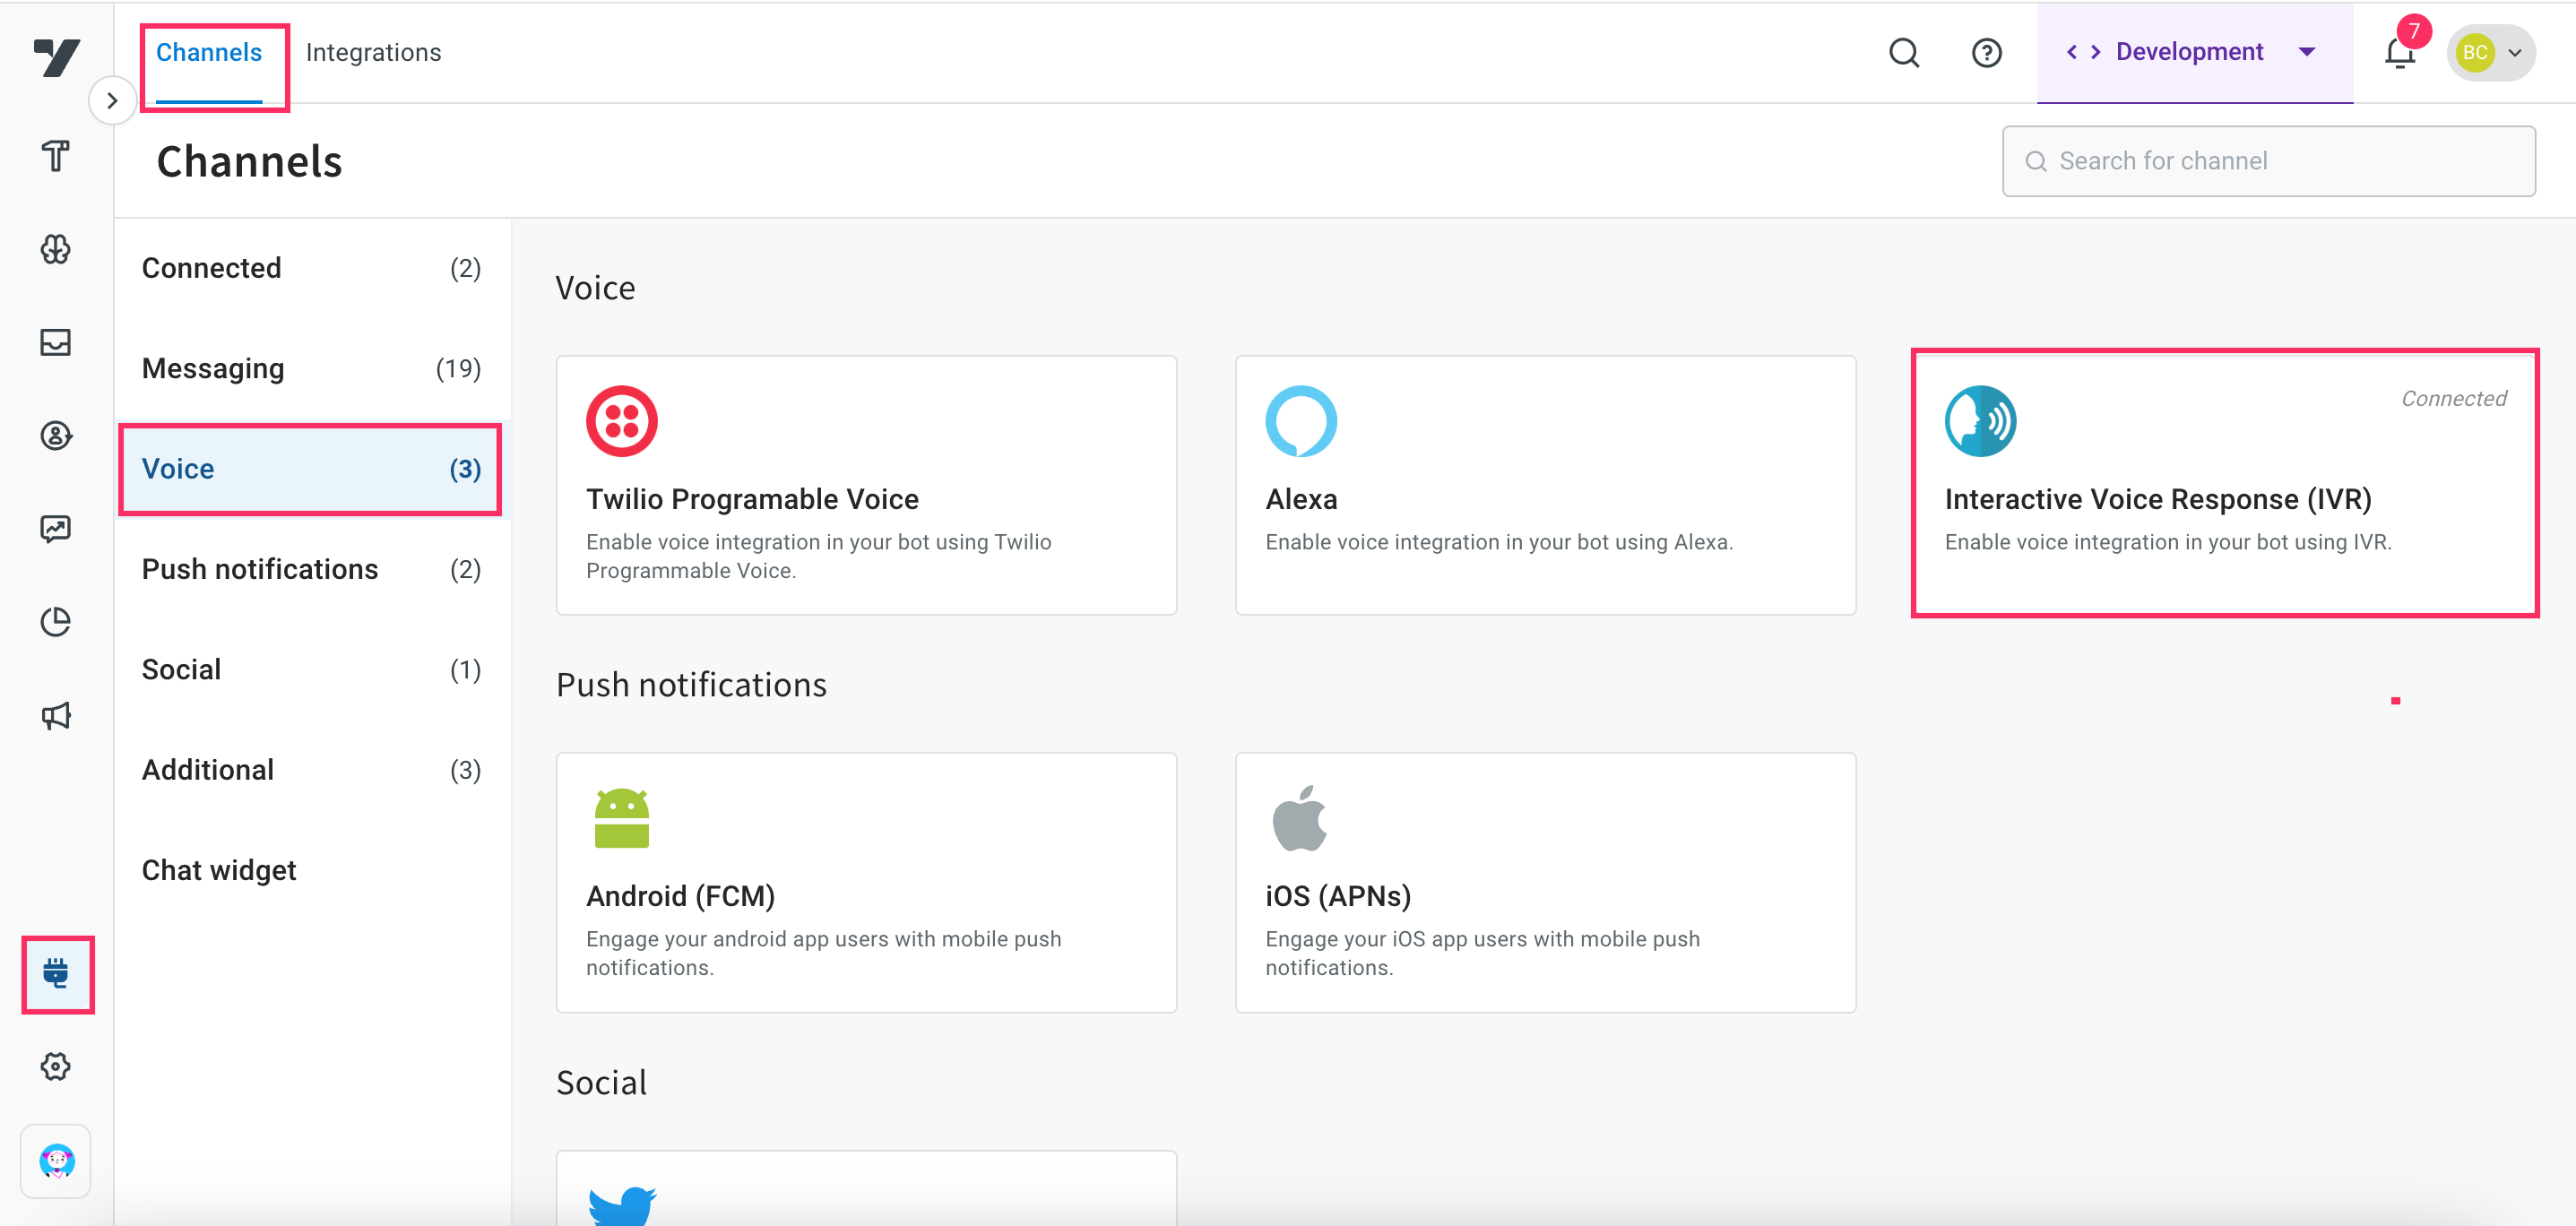 Channels
Integrations
< > Development
7
BC
Channels
Search for channel
Connected (2)
Messaging (19)
Voice (3)
Push notifications (2)
Social (1)
Additional (3)
Chat widget
Voice
Twilio Programable Voice
Enable voice integration in your bot using Twilio
Programmable Voice.
Alexa
Enable voice integration in your bot using Alexa.
Connected
Interactive Voice Response (IVR)
Enable voice integration in your bot using IVR.
Push notifications
Android (FCM)
Engage your android app users with mobile push
notifications.
iOS (APNs)
Engage your iOS app users with mobile push
notifications.
Social